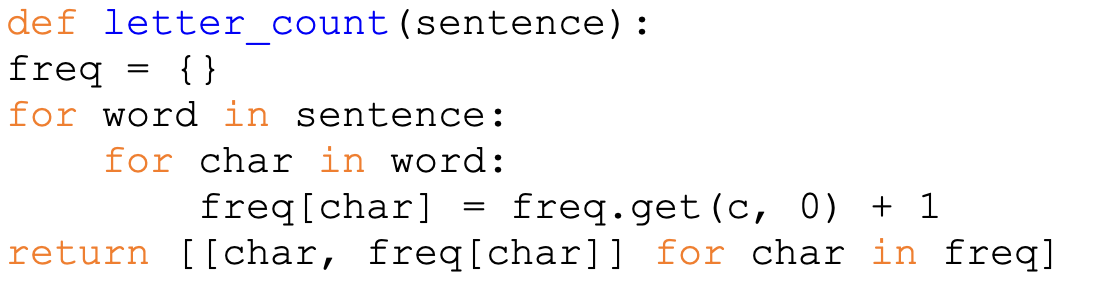 def letter_count(sentence):
freq = {}
for word in sentence:
    for char in word:
        freq[char] = freq.get(c, 0) + 1
return [[char, freq[char]] for char in freq]